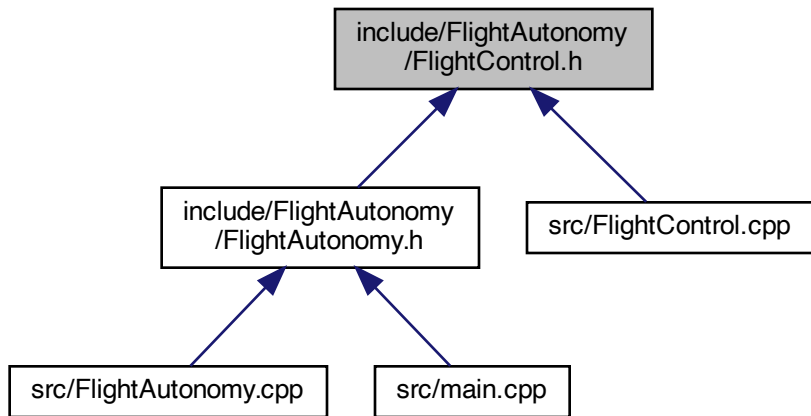 include/FlightAutonomy
/FlightControl.h
include/FlightAutonomy
/FlightAutonomy.h
src/FlightControl.cpp
src/FlightAutonomy.cpp
src/main.cpp